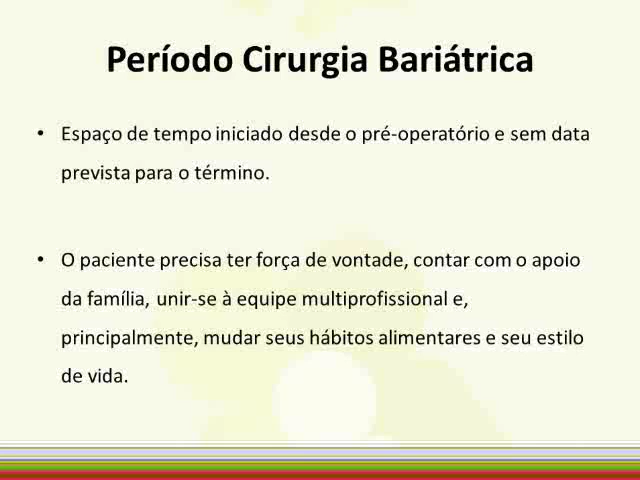 Período Cirurgia Bariátrica
• Espaço de tempo iniciado desde o pré-operatório e sem data
prevista para o término.
• O paciente precisa ter força de vontade, contar com o apoio
da família, unir-se à equipe multiprofissional e,
principalmente, mudar seus hábitos alimentares e seu estilo
de vida.